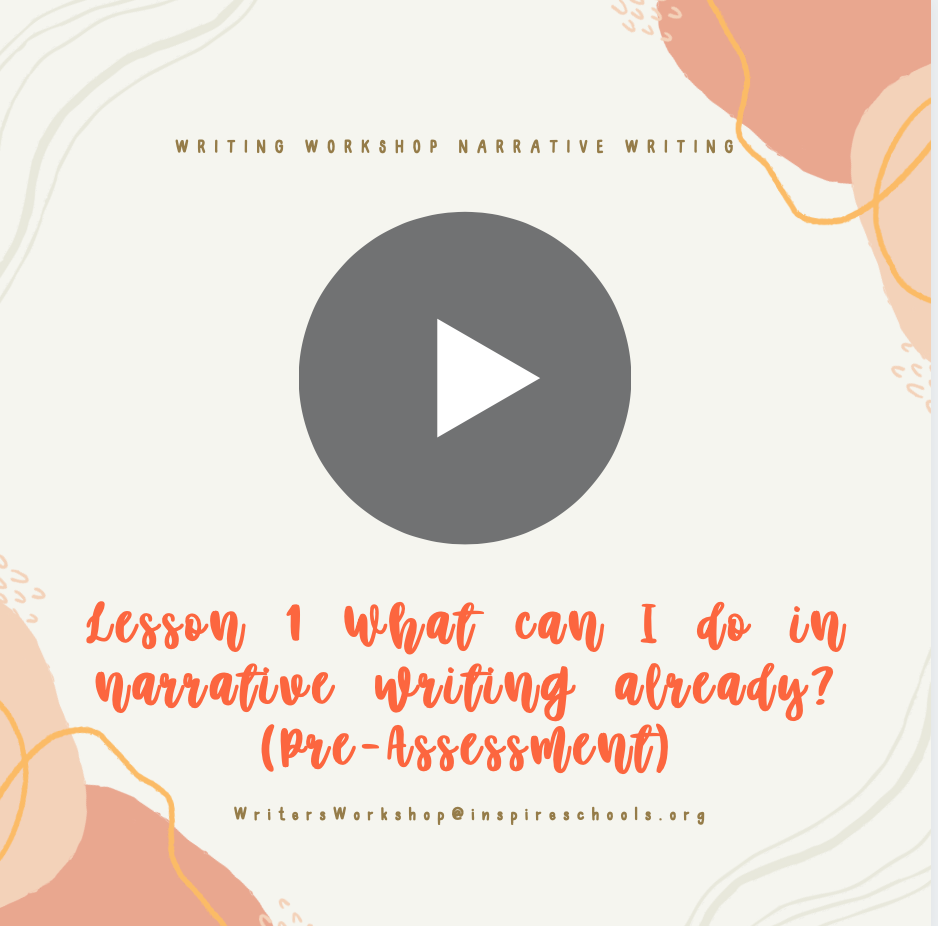 WRITING WORKSHOP NARRATIVE WRITING
Lesson 1 What can I do in
narrative writing already?
(Pre-Assessment)
WritersWorkshop@inspireschools.org